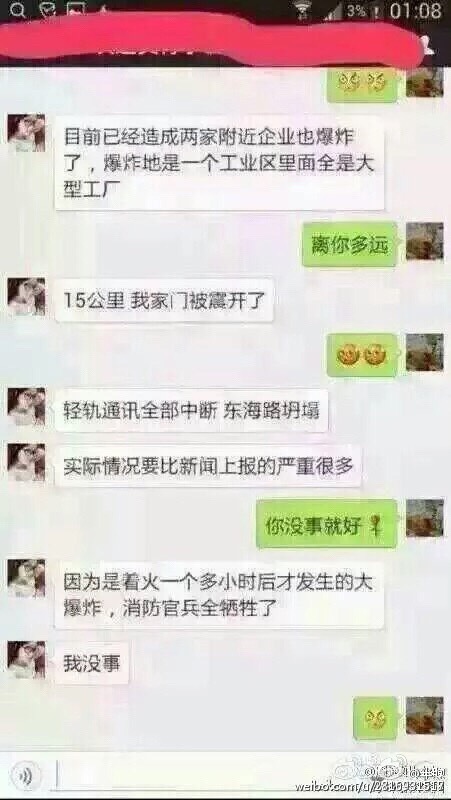 3%
01:08
目前已经造成两家附近企业也爆炸
了，爆炸地是一个工业区里面全是大
型工厂
离你多远
15公里 我家门被震开了
轻轨通讯全部中断 东海路坍塌
实际情况要比新闻上报的严重很多
你没事就好
因为是着火一个多小时后才发生的大
爆炸，消防官兵全牺牲了
我没事